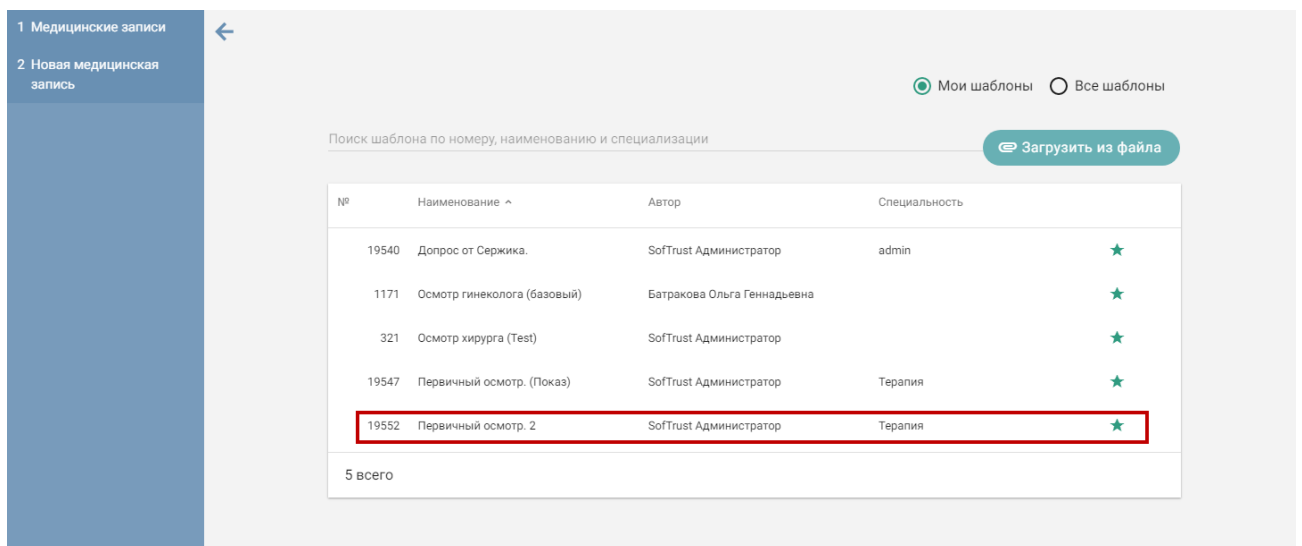 1 Медицинские записи
2 Новая медицинская
запись
Мои шаблоны Все шаблоны
Поиск шаблона по номеру, наименованию и специализации
Загрузить из файла
№ Наименование Автор Специальность
19540 Допрос от Сержика. SofTrust Администратор admin
1171 Осмотр гинеколога (базовый) Батракова Ольга Геннадьевна
321 Осмотр хирурга (Test) SofTrust Администратор
19547 Первичный осмотр. (Показ) SofTrust Администратор Терапия
19552 Первичный осмотр. 2 SofTrust Администратор Терапия
5 всего